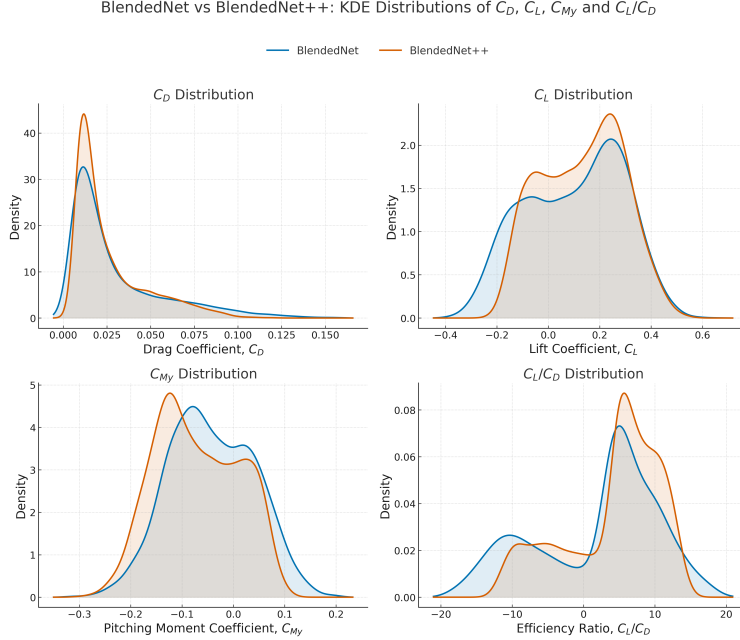 BlendedNet vs BlendedNet++: KDE Distributions of C_D, C_L, C_My and C_L/C_D
BlendedNet BlendedNet++
C_D Distribution
Density
40
30
20
10
0
0.000 0.025 0.050 0.075 0.100 0.125 0.150
Drag Coefficient, C_D
C_L Distribution
Density
2.0
1.5
1.0
0.5
0.0
−0.4 −0.2 0.0 0.2 0.4 0.6
Lift Coefficient, C_L
C_My Distribution
Density
5
4
3
2
1
0
−0.3 −0.2 −0.1 0.0 0.1 0.2
Pitching Moment Coefficient, C_My
C_L/C_D Distribution
Density
0.08
0.06
0.04
0.02
0.00
−20 −10 0 10 20
Efficiency Ratio, C_L/C_D